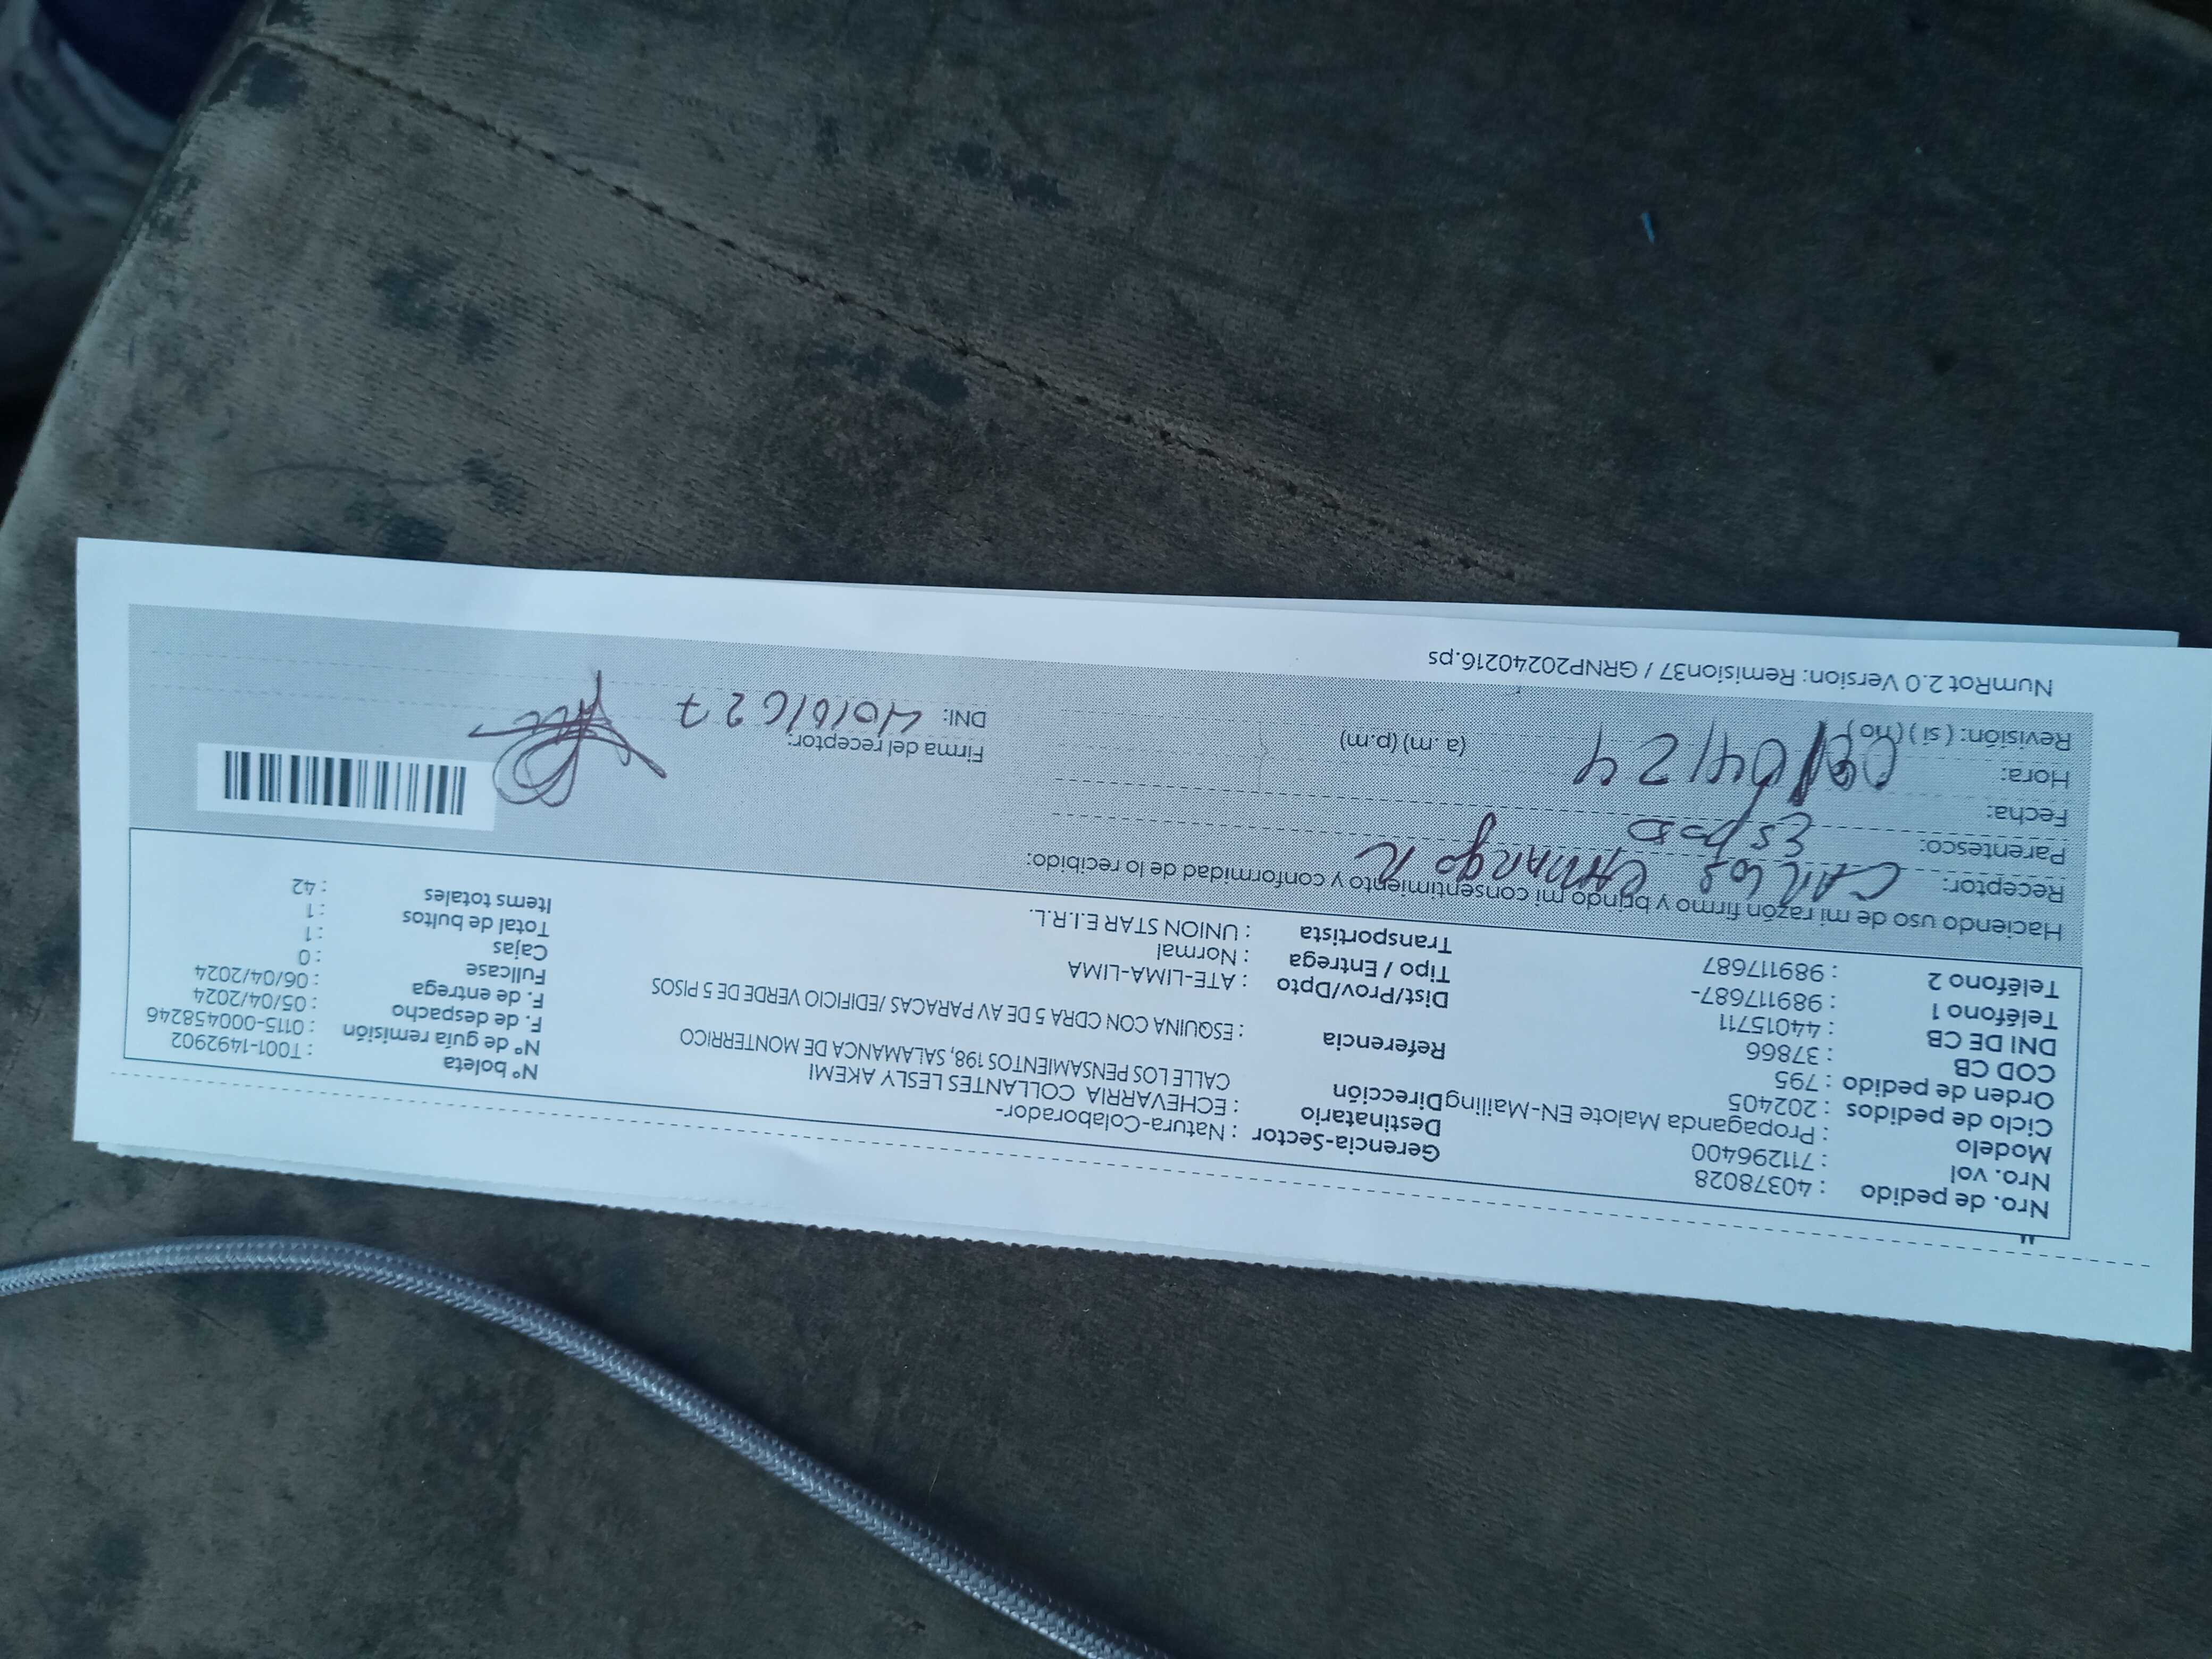 Nro. de pedido : 40378028
Nro. vol : 711296400
Modelo : Propaganda Malote EN-Mailling
Ciclo de pedidos : 202405
Orden de pedido : 795
COD CB : 37866
DNI DE CB : 44015711
Teléfono 1 : 989117687-
Teléfono 2 : 989117687
Gerencia-Sector : Natura-Colaborador-
Destinatario : ECHEVARRIA COLLANTES LESLY AKEMI
Dirección CALLE LOS PENSAMIENTOS 198, SALAMANCA DE MONTERRICO
Referencia : ESQUINA CON CDRA 5 DE AV PARACAS /EDIFICIO VERDE DE 5 PISOS
Dist/Prov/Dpto : ATE-LIMA-LIMA
Tipo / Entrega : Normal
Transportista : UNION STAR E.I.R.L.
Nº boleta : T001-1492902
Nº de guía remisión : 0115-000458246
F. de despacho : 05/04/2024
F. de entrega : 06/04/2024
Fullcase : 0
Cajas : 1
Total de bultos : 1
Items totales : 42
Haciendo uso de mi razón firmo y brindo mi consentimiento y conformidad de lo recibido:
Receptor: CARLOS CAMARGO R
Parentesco: Esposo
Fecha: /04/24
Hora: (a.m) (p.m)
Revisión: ( sí ) ( no )
Firma del receptor:
DNI:
NumRot 2.0 Version: Remision37 / GRNP20240216.ps